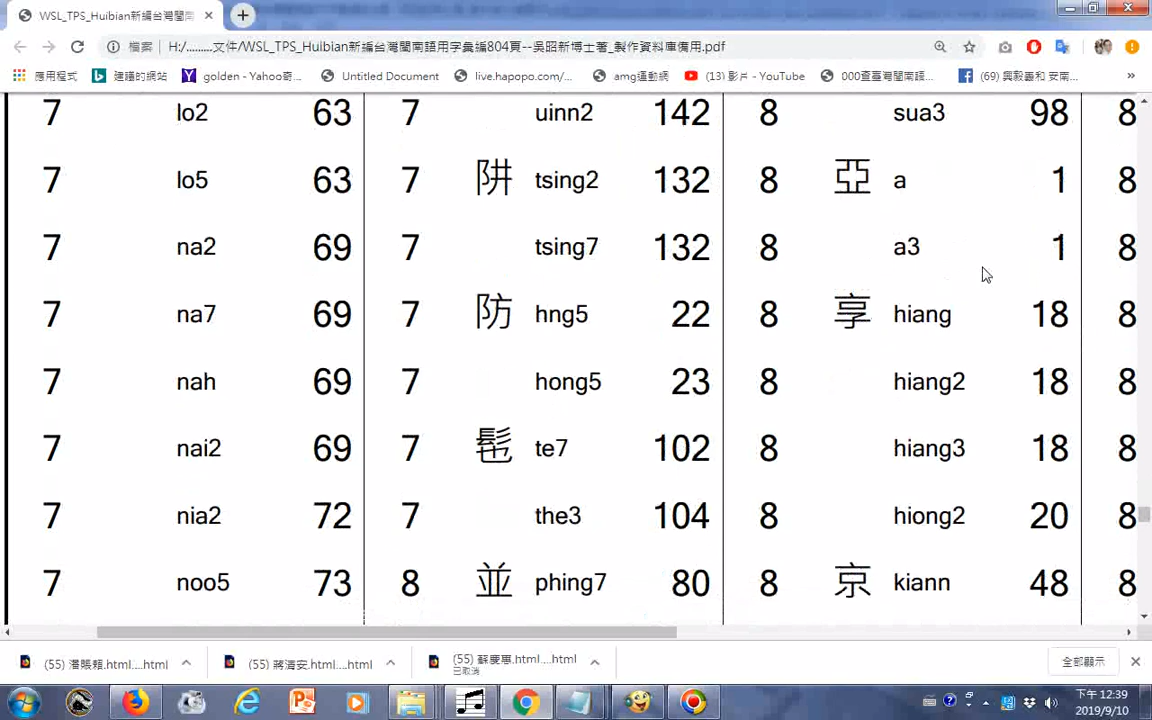 WSL_TPS_Huibian新編台灣閩南
檔案 H:/.........文件/WSL_TPS_Huibian新編台灣閩南語用字彙編804頁--吳昭新博士著_製作資料庫備用.pdf
應用程式 建議的網站 golden - Yahoo奇... Untitled Document live.hapopo.com/... amg運動網 (13) 影片 - YouTube 000查臺灣閩南語... (69) 興毅義和 安南...
7 lo2 63 7 uinn2 142 8 sua3 98 8
7 lo5 63 7 阱 tsing2 132 8 亞 a 1 8
7 na2 69 7 tsing7 132 8 a3 1 8
7 na7 69 7 防 hng5 22 8 享 hiang 18 8
7 nah 69 7 hong5 23 8 hiang2 18 8
7 nai2 69 7 髢 te7 102 8 hiang3 18 8
7 nia2 72 7 the3 104 8 hiong2 20 8
7 noo5 73 8 並 phing7 80 8 京 kiann 48 8
(55) 潘賬賴.html....html (55) 蔣海安.html....html (55) 蘇慶專.html....html 全部顯示
已取消
下午 12:39
2019/9/10